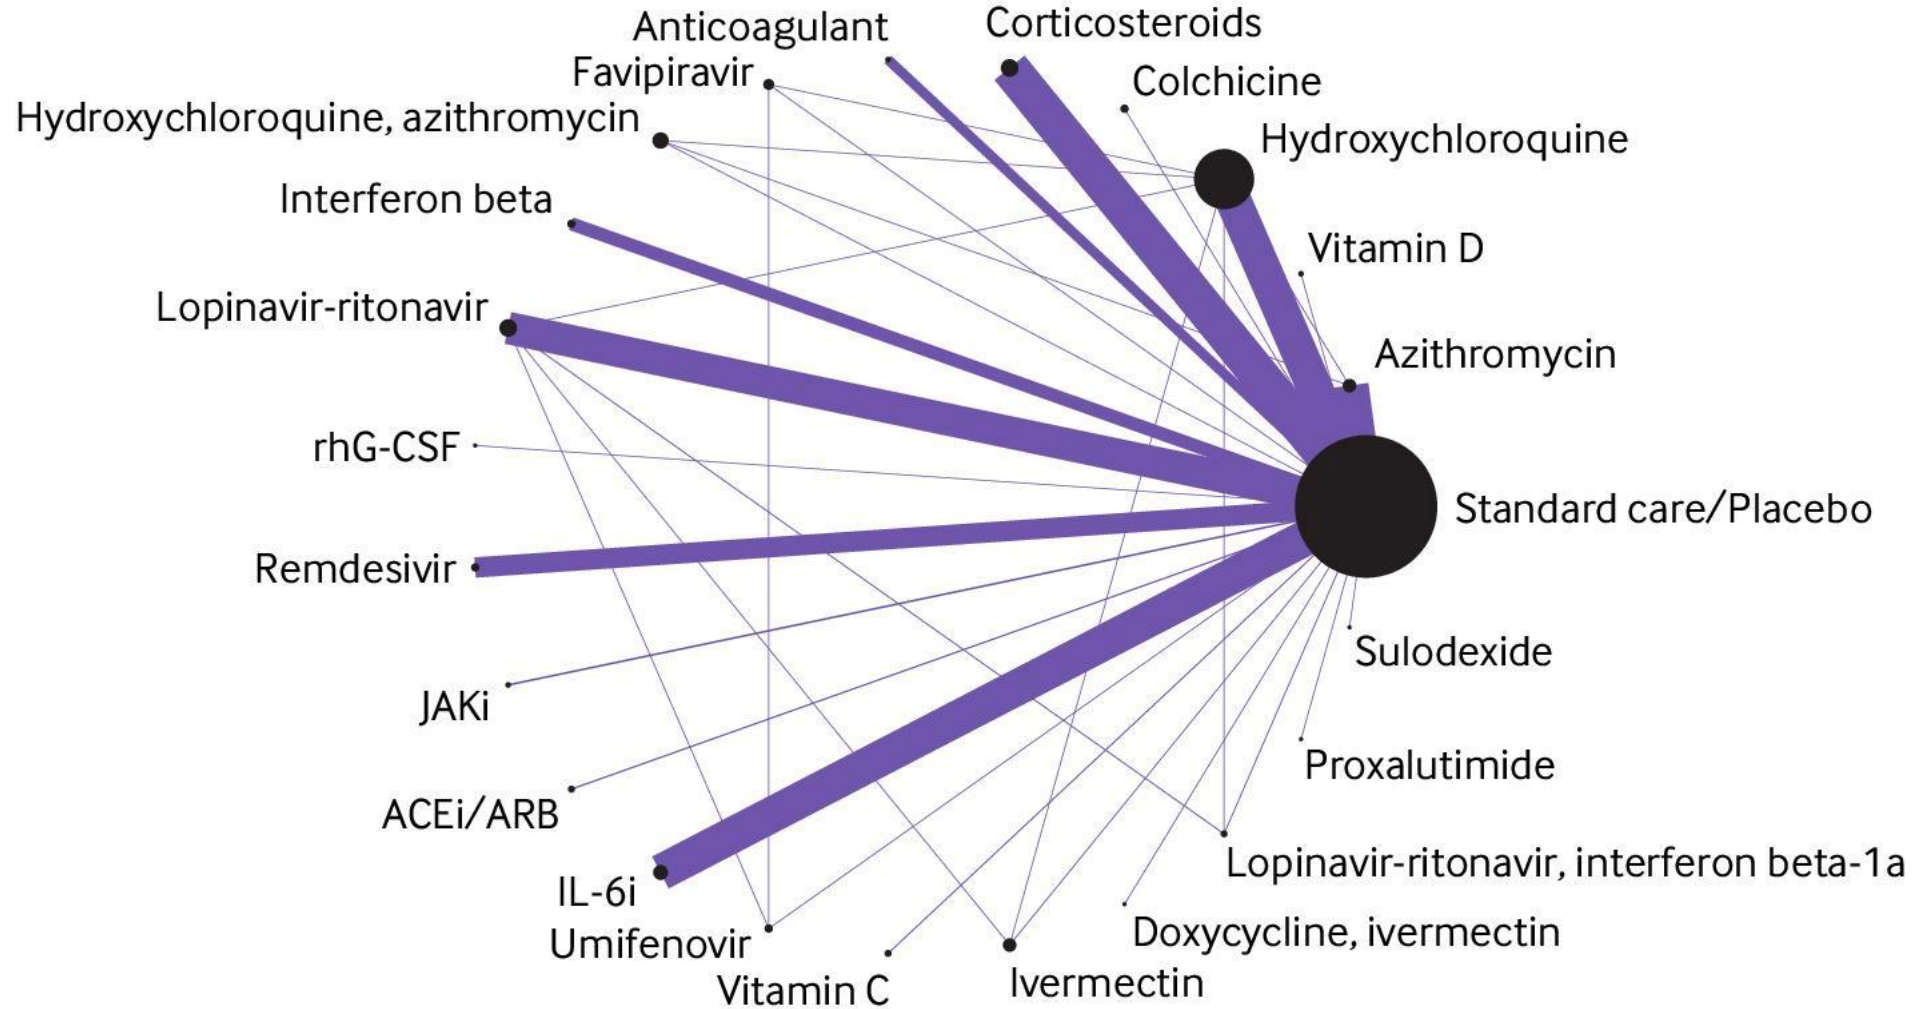 Anticoagulant
Corticosteroids
Favipiravir
Colchicine
Hydroxychloroquine, azithromycin
Hydroxychloroquine
Interferon beta
Vitamin D
Lopinavir-ritonavir
Azithromycin
rhG-CSF
Standard care/Placebo
Remdesivir
Sulodexide
JAKi
Proxalutimide
ACEi/ARB
Lopinavir-ritonavir, interferon beta-1a
IL-6i
Doxycycline, ivermectin
Umifenovir
Vitamin C
Ivermectin